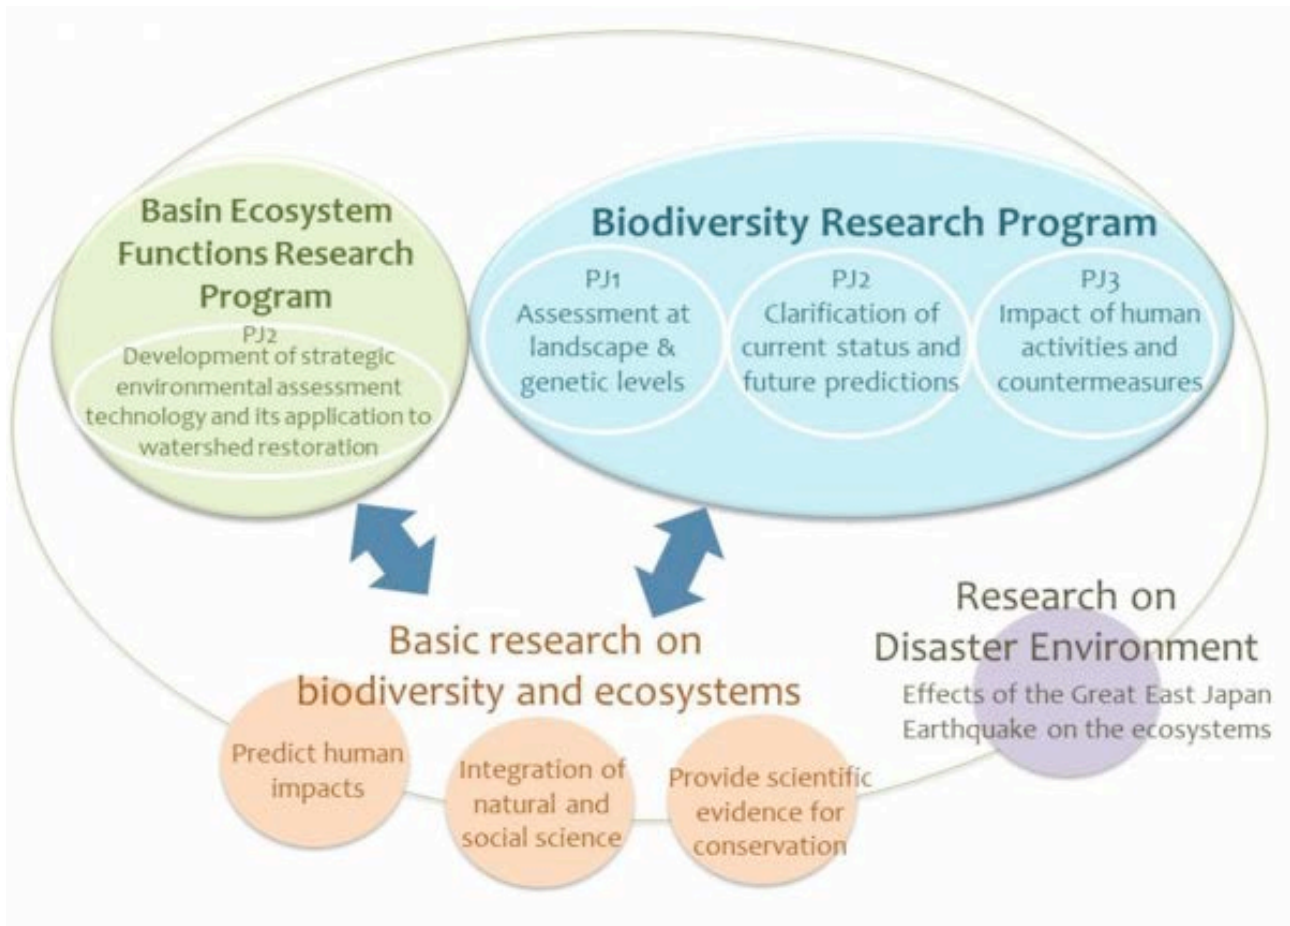 Basin Ecosystem
Functions Research
Program
PJ2
Development of strategic
environmental assessment
technology and its application to
watershed restoration
Biodiversity Research Program
PJ1
Assessment at
landscape &
genetic levels
PJ2
Clarification of
current status and
future predictions
PJ3
Impact of human
activities and
countermeasures
Basic research on
biodiversity and ecosystems
Predict human
impacts
Integration of
natural and
social science
Provide scientific
evidence for
conservation
Research on
Disaster Environment
Effects of the Great East Japan
Earthquake on the ecosystems